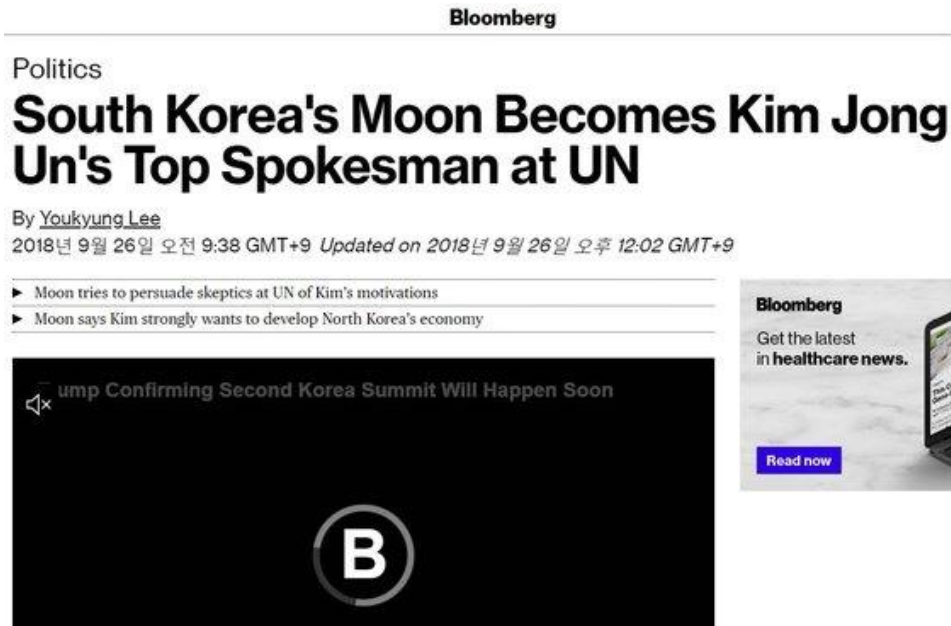 Bloomberg
Politics
South Korea's Moon Becomes Kim Jong
Un's Top Spokesman at UN
By Youkyung Lee
2018년 9월 26일 오전 9:38 GMT+9 Updated on 2018년 9월 26일 오후 12:02 GMT+9
► Moon tries to persuade skeptics at UN of Kim's motivations
► Moon says Kim strongly wants to develop North Korea's economy
ump Confirming Second Korea Summit Will Happen Soon
B
Bloomberg
Get the latest
in healthcare news.
Read now